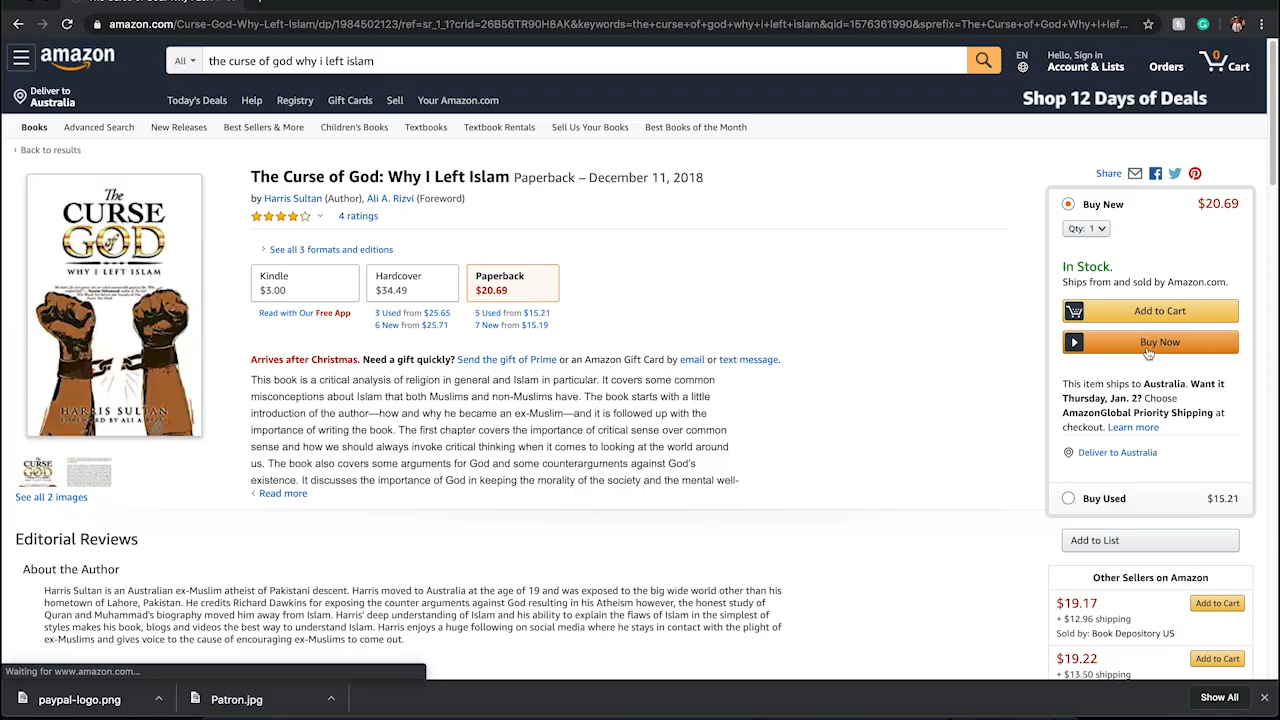 amazon.com/Curse-God-Why-Left-Islam/dp/1984502123/ref=sr_1_1?crid=26B56TR90H8AK&keywords=the+curse+of+god+why+i+left+islam&qid=1576361990&sprefix=The+Curse+of+God+Why+I+lef...
amazon
All
the curse of god why i left islam
EN
Hello, Sign in
Account & Lists
Orders
0
Cart
Deliver to
Australia
Today's Deals
Help
Registry
Gift Cards
Sell
Your Amazon.com
Shop 12 Days of Deals
Books
Advanced Search
New Releases
Best Sellers & More
Children's Books
Textbooks
Textbook Rentals
Sell Us Your Books
Best Books of the Month
‹ Back to results
The
CURSE
of
GOD
WHY I LEFT ISLAM
HARRIS SULTAN
FOREWORD BY ALI A RIZVI
The
CURSE
of
GOD
See all 2 images
The Curse of God: Why I Left Islam Paperback – December 11, 2018
by Harris Sultan (Author), Ali A. Rizvi (Foreword)
4 ratings
› See all 3 formats and editions
Kindle
$3.00
Read with Our Free App
Hardcover
$34.49
3 Used from $25.65
6 New from $25.71
Paperback
$20.69
5 Used from $15.21
7 New from $15.19
Arrives after Christmas. Need a gift quickly? Send the gift of Prime or an Amazon Gift Card by email or text message.
This book is a critical analysis of religion in general and Islam in particular. It covers some common
misconceptions about Islam that both Muslims and non-Muslims have. The book starts with a little
introduction of the author—how and why he became an ex-Muslim—and it is followed up with the
importance of writing the book. The first chapter covers the importance of critical sense over common
sense and how we should always invoke critical thinking when it comes to looking at the world around
us. The book also covers some arguments for God and some counterarguments against God's
existence. It discusses the importance of God in keeping the morality of the society and the mental well-
‹ Read more
Share
Buy New
$20.69
Qty: 1
In Stock.
Ships from and sold by Amazon.com.
Add to Cart
Buy Now
This item ships to Australia. Want it
Thursday, Jan. 2? Choose
AmazonGlobal Priority Shipping at
checkout. Learn more
Deliver to Australia
Buy Used
$15.21
Add to List
Other Sellers on Amazon
$19.17
Add to Cart
+ $12.96 shipping
Sold by: Book Depository US
$19.22
Add to Cart
+ $13.50 shipping
Editorial Reviews
About the Author
Harris Sultan is an Australian ex-Muslim atheist of Pakistani descent. Harris moved to Australia at the age of 19 and was exposed to the big wide world other than his
hometown of Lahore, Pakistan. He credits Richard Dawkins for exposing the counter arguments against God resulting in his Atheism however, the honest study of
Quran and Muhammad's biography moved him away from Islam. Harris' deep understanding of Islam and his ability to explain the flaws of Islam in the simplest of
styles makes his book, blogs and videos the best way to understand Islam. Harris enjoys a huge following on social media where he stays in contact with the plight of
ex-Muslims and gives voice to the cause of encouraging ex-Muslims to come out.
Waiting for www.amazon.com...
paypal-logo.png
Patron.jpg
Show All